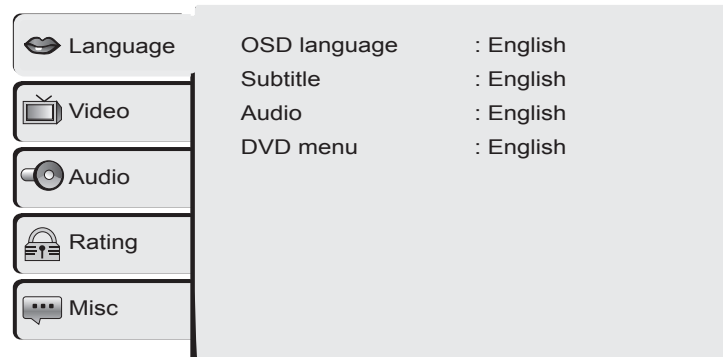 Language
Video
Audio
Rating
Misc
OSD language : English
Subtitle : English
Audio : English
DVD menu : English